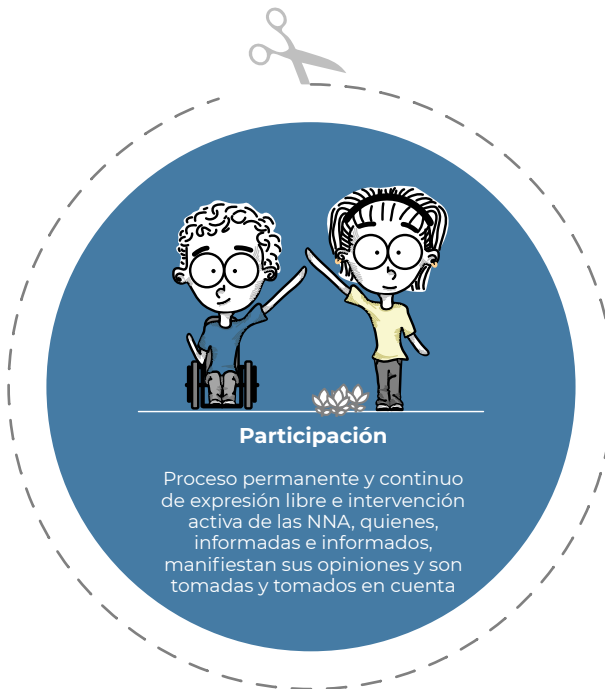 Participación
Proceso permanente y continuo
de expresión libre e intervención
activa de las NNA, quienes,
informadas e informados,
manifiestan sus opiniones y son
tomadas y tomados en cuenta